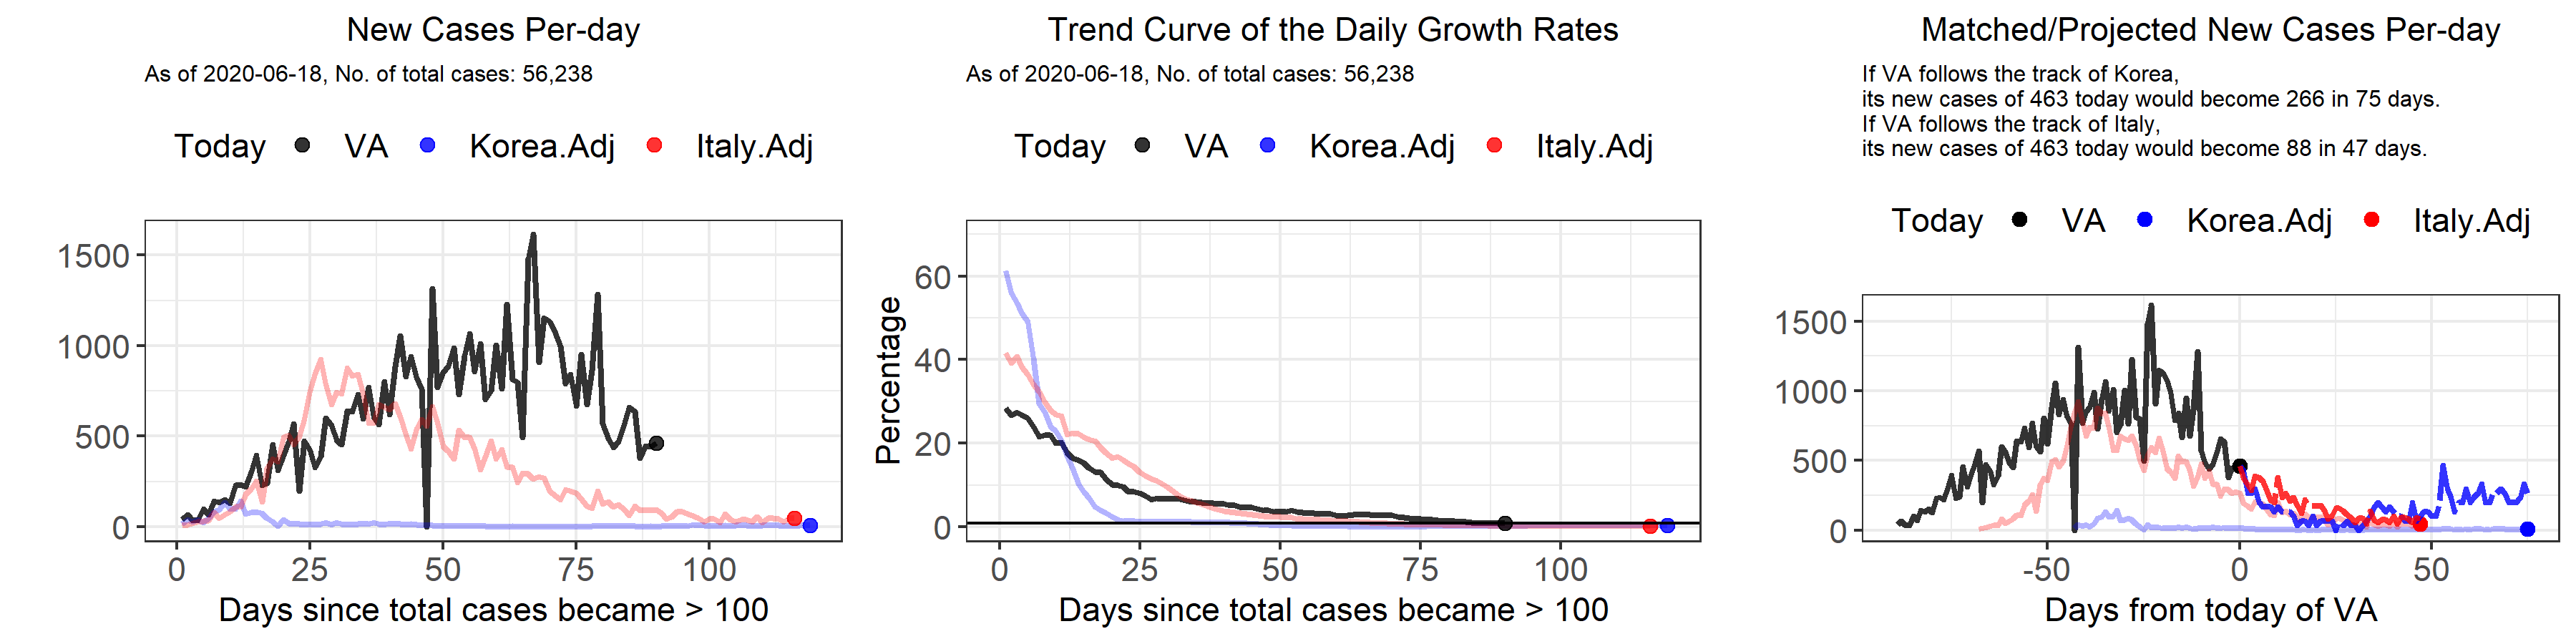 New Cases Per-day
As of 2020-06-18, No. of total cases: 56,238
Today VA Korea.Adj Italy.Adj
1500
1000
500
0
0 25 50 75 100
Days since total cases became > 100
Trend Curve of the Daily Growth Rates
As of 2020-06-18, No. of total cases: 56,238
Today VA Korea.Adj Italy.Adj
Percentage
60
40
20
0
0 25 50 75 100
Days since total cases became > 100
Matched/Projected New Cases Per-day
If VA follows the track of Korea,
its new cases of 463 today would become 266 in 75 days.
If VA follows the track of Italy,
its new cases of 463 today would become 88 in 47 days.
Today VA Korea.Adj Italy.Adj
1500
1000
500
0
-50 0 50
Days from today of VA